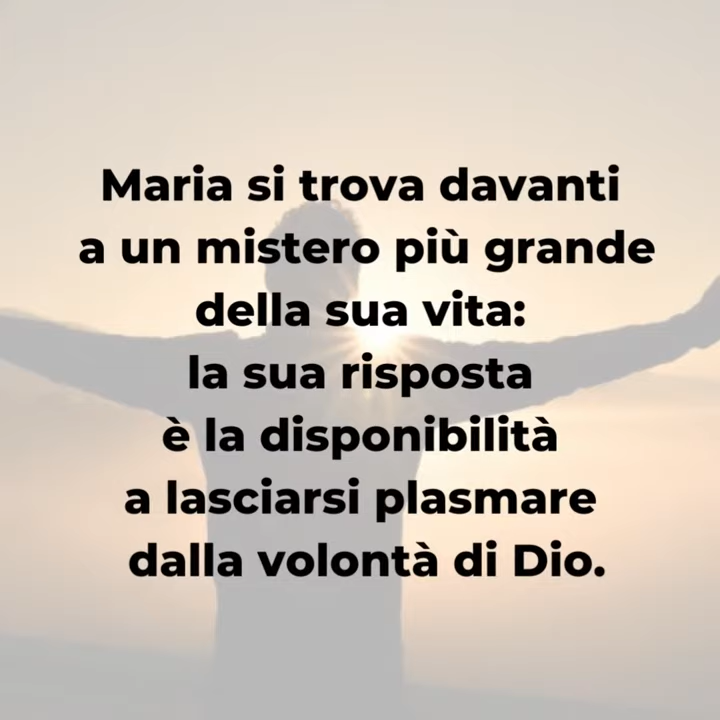 Maria si trova davanti
a un mistero più grande
della sua vita:
la sua risposta
è la disponibilità
a lasciarsi plasmare
dalla volontà di Dio.